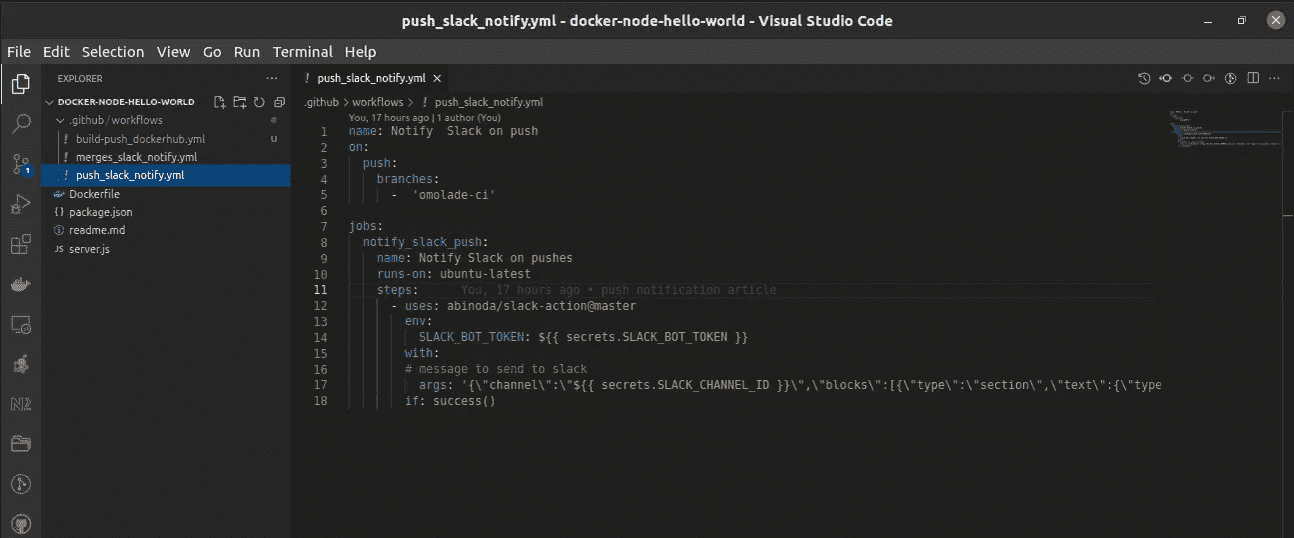 push_slack_notify.yml - docker-node-hello-world - Visual Studio Code
File Edit Selection View Go Run Terminal Help
EXPLORER
! push_slack_notify.yml
DOCKER-NODE-HELLO-WORLD
.github / workflows
! build-push_dockerhub.yml U
! merges_slack_notify.yml
! push_slack_notify.yml
Dockerfile
{} package.json
readme.md
JS server.js
1
N2
.github > workflows > ! push_slack_notify.yml
You, 17 hours ago | 1 author (You)
1 name: Notify  Slack on push
2 on:
3   push:
4     branches:
5       -  'omolade-ci'
6
7 jobs:
8   notify_slack_push:
9     name: Notify Slack on pushes
10     runs-on: ubuntu-latest
11     steps: You, 17 hours ago • push notification article
12       - uses: abinoda/slack-action@master
13         env:
14           SLACK_BOT_TOKEN: ${{ secrets.SLACK_BOT_TOKEN }}
15         with:
16         # message to send to slack
17           args: '{\"channel\":\"${{ secrets.SLACK_CHANNEL_ID }}\",\"blocks\":[{\"type\":\"section\",\"text\":{\"type
18         if: success()